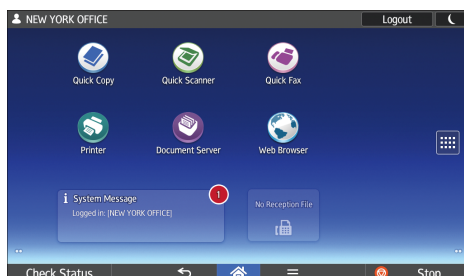 NEW YORK OFFICE
Logout
Quick Copy
Quick Scanner
Quick Fax
Printer
Document Server
Web Browser
System Message
1
Logged in: [NEW YORK OFFICE]
No Reception File
Check Status
Stop